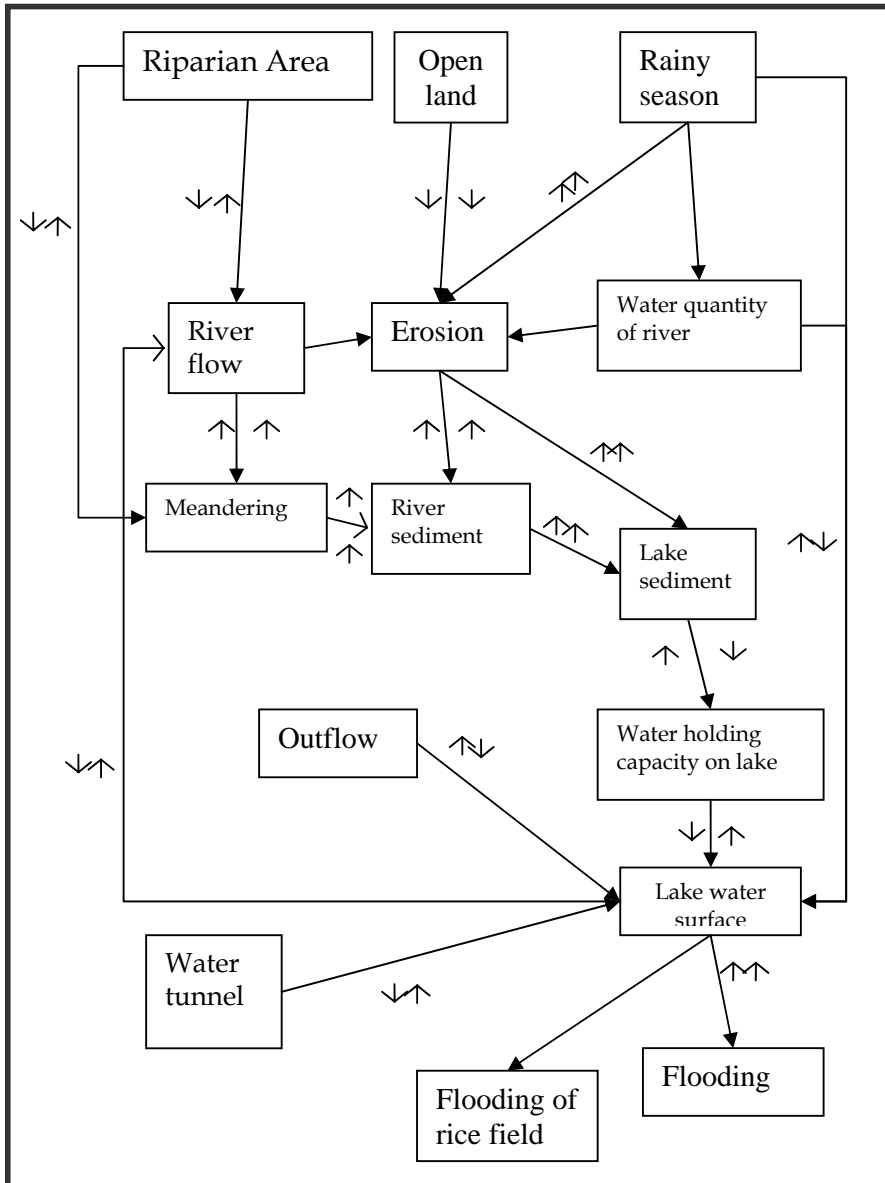 Riparian Area
Open
land
Rainy
season
River
flow
Erosion
Water quantity
of river
Meandering
River
sediment
Lake
sediment
Outflow
Water holding
capacity on lake
Lake water
surface
Water
tunnel
Flooding of
rice field
Flooding